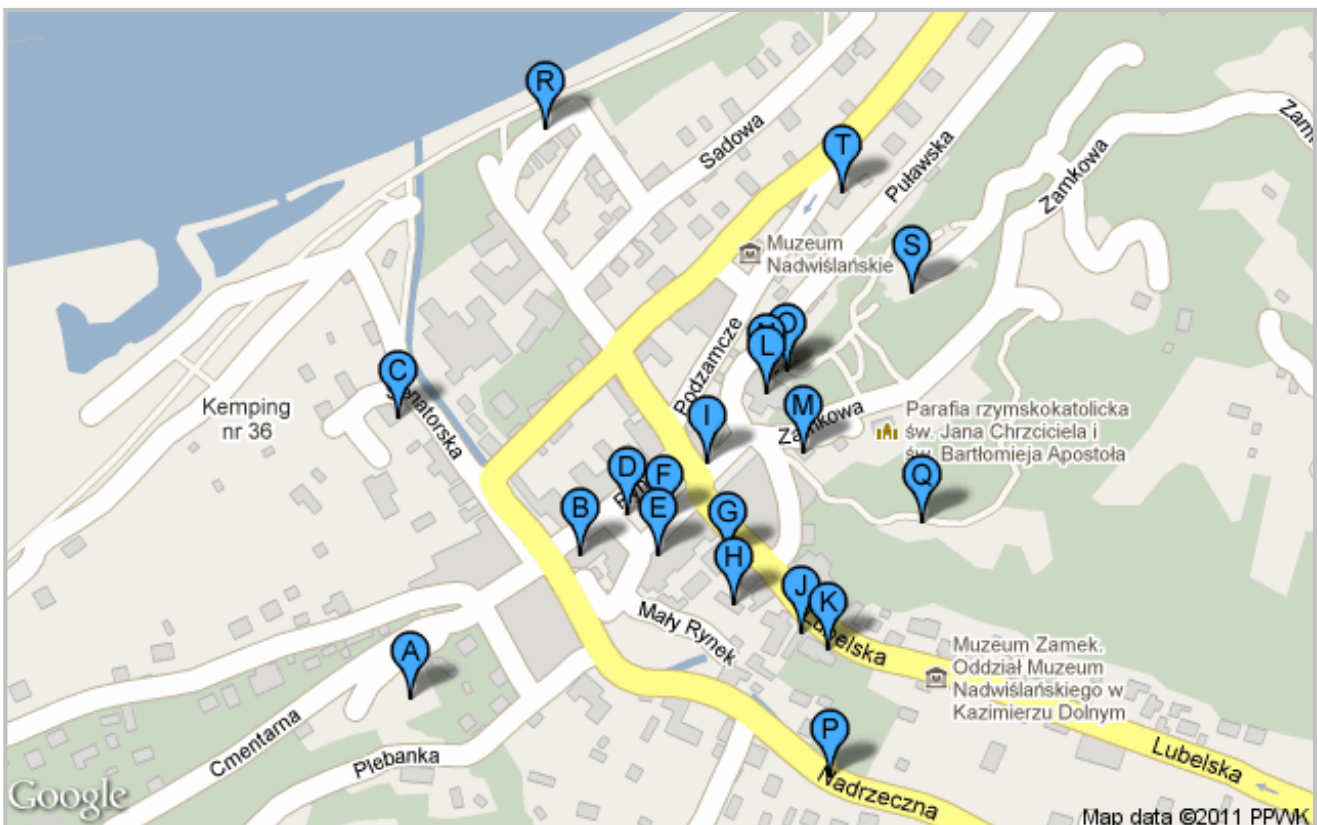 R
Sadowa
T
Puławska
Zamkowa
S
Muzeum
Nadwiślańskie
O
L
Podzamcze
C
Senatorska
Kemping
nr 36
M
Zamkowa
Parafia rzymskokatolicka
św. Jana Chrzciciela i
św. Bartłomieja Apostoła
I
D
F
Q
B
E
G
H
J
K
Mały Rynek
Lubelska
A
Muzeum Zamek.
Oddział Muzeum
Nadwiślańskiego w
Kazimierzu Dolnym
P
Cmentarna
Plebanka
Lubelska
Nadrzeczna
Google
Map data ©2011 PPWK